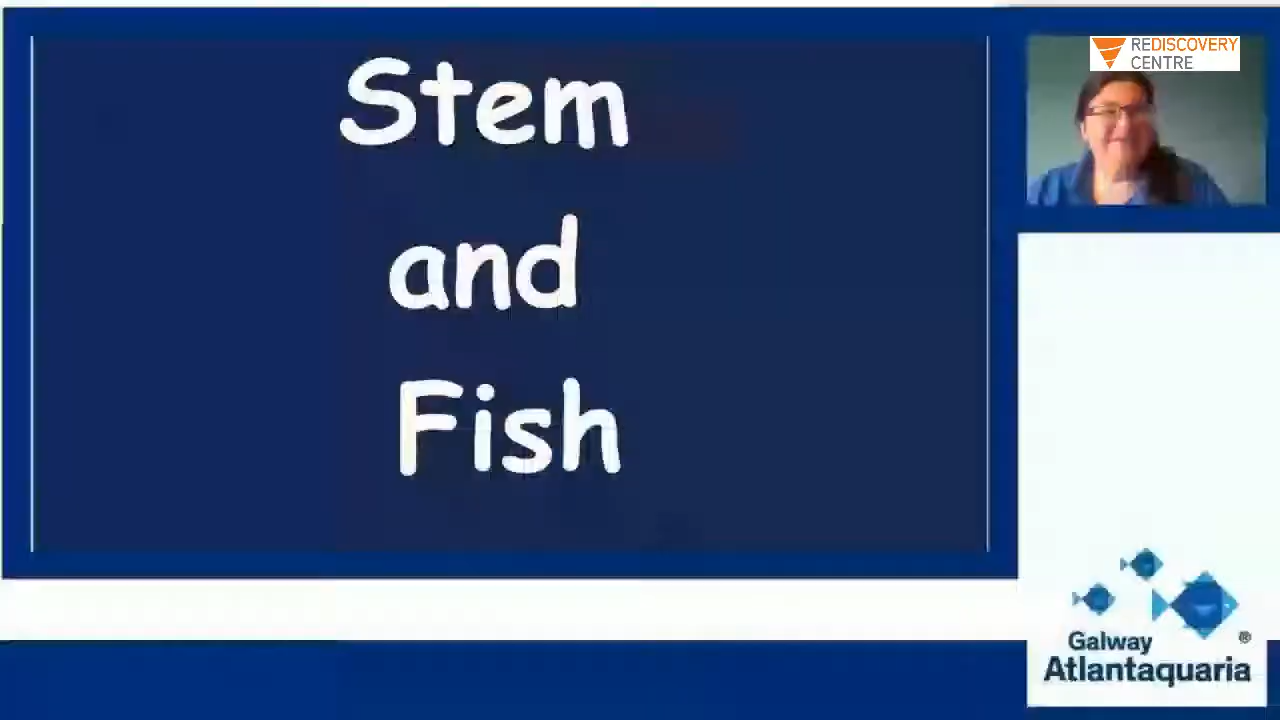 Stem
and
Fish
REDISCOVERY
CENTRE
Galway ®
Atlantaquaria